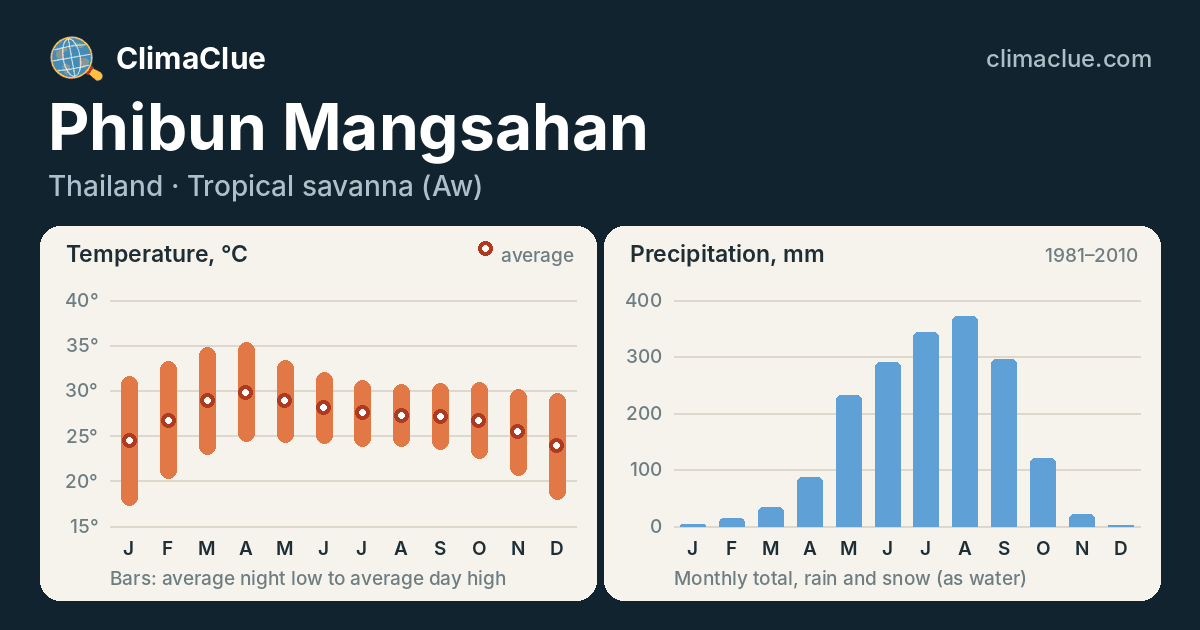 ClimaClue
climaclue.com
Phibun Mangsahan
Thailand · Tropical savanna (Aw)
Temperature, °C
average
40°
35°
30°
25°
20°
15°
J F M A M J J A S O N D
Bars: average night low to average day high
Precipitation, mm
1981–2010
400
300
200
100
0
J F M A M J J A S O N D
Monthly total, rain and snow (as water)